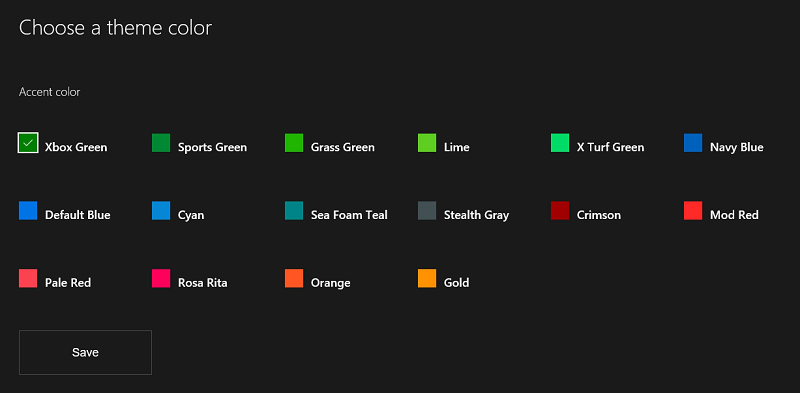 Choose a theme color
Accent color
Xbox Green Sports Green Grass Green Lime X Turf Green Navy Blue
Default Blue Cyan Sea Foam Teal Stealth Gray Crimson Mod Red
Pale Red Rosa Rita Orange Gold
Save